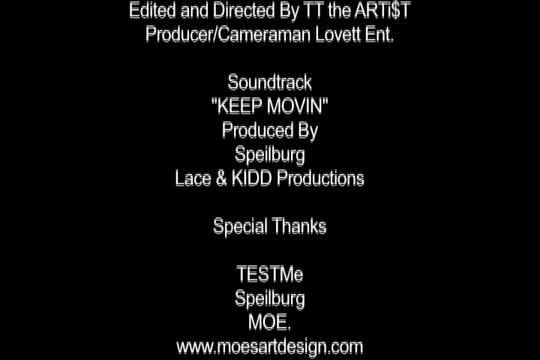 Edited and Directed By TT the ARTi$T
Producer/Cameraman Lovett Ent.
Soundtrack
"KEEP MOVIN"
Produced By
Speilburg
Lace & KIDD Productions
Special Thanks
TESTMe
Speilburg
MOE.
www.moesartdesign.com